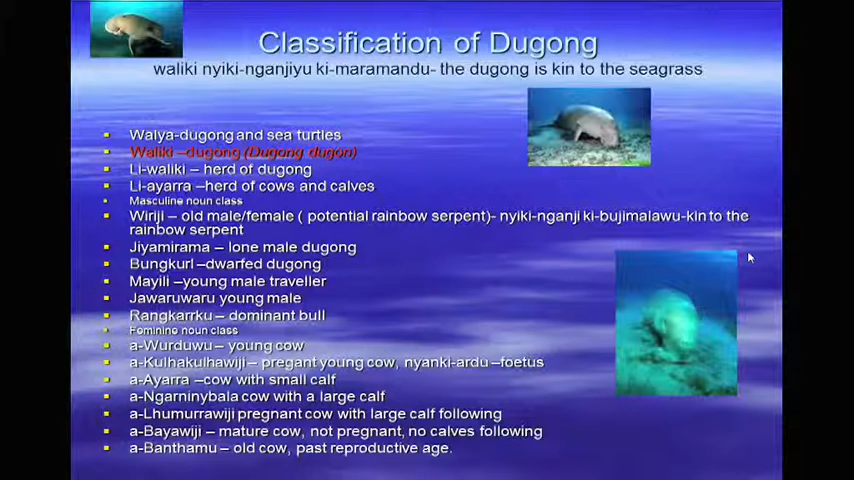 Classification of Dugong
waliki nyiki-nganjiyu ki-maramandu- the dugong is kin to the seagrass
Walya-dugong and sea turtles
Waliki –dugong (Dugong dugon)
Li-waliki – herd of dugong
Li-ayarra –herd of cows and calves
Masculine noun class
Wiriji – old male/female ( potential rainbow serpent)- nyiki-nganji ki-bujimalawu-kin to the
rainbow serpent
Jiyamirama – lone male dugong
Bungkurl –dwarfed dugong
Mayili –young male traveller
Jawaruwaru young male
Rangkarrku – dominant bull
Feminine noun class
a-Wurduwu – young cow
a-Kulhakulhawiji – pregant young cow, nyanki-ardu –foetus
a-Ayarra –cow with small calf
a-Ngarninybala cow with a large calf
a-Lhumurrawiji pregnant cow with large calf following
a-Bayawiji – mature cow, not pregnant, no calves following
a-Banthamu – old cow, past reproductive age.